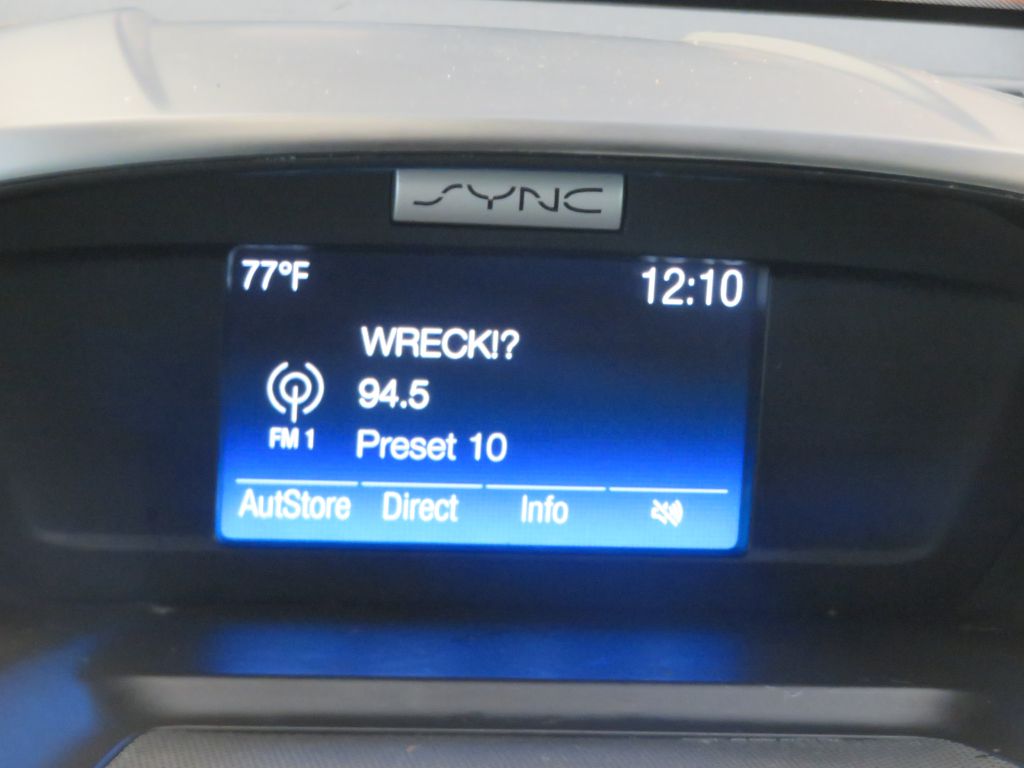 SYNC
77°F 12:10
WRECK!?
94.5
FM 1
Preset 10
AutStore Direct Info